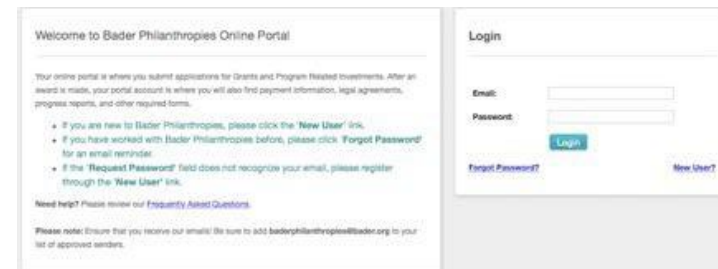 Welcome to Bader Philanthropies Online Portal
Your online portal is where you submit applications for Grants and Program Related Investments. After an
award is made, your portal account is where you will also find payment information, legal agreements,
progress reports, and other required forms.
If you are new to Bader Philanthropies, please click the 'New User' link.
If you have worked with Bader Philanthropies before, please click 'Forgot Password'
for an email reminder.
If the 'Request Password' field does not recognize your email, please register
through the 'New User' link.
Need help? Please review our Frequently Asked Questions.
Please note: Ensure that you receive our emails! Be sure to add baderphilanthropies@bader.org to your
list of approved senders.
Login
Email:
Password:
Login
Forgot Password?
New User?